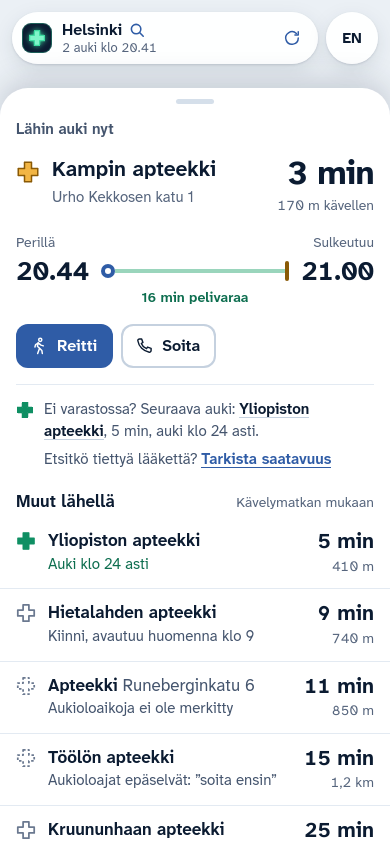 Helsinki
2 auki klo 20.41
EN
Lähin auki nyt
Kampin apteekki
3 min
Urho Kekkosen katu 1
170 m kävellen
Perillä
Sulkeutuu
20.44
21.00
16 min pelivaraa
Reitti
Soita
Ei varastossa? Seuraava auki: Yliopiston
apteekki, 5 min, auki klo 24 asti.
Etsitkö tiettyä lääkettä? Tarkista saatavuus
Muut lähellä
Kävelymatkan mukaan
Yliopiston apteekki
5 min
Auki klo 24 asti
410 m
Hietalahden apteekki
9 min
Kiinni, avautuu huomenna klo 9
740 m
Apteekki Runeberginkatu 6
11 min
Aukioloaikoja ei ole merkitty
850 m
Töölön apteekki
15 min
Aukioloajat epäselvät: ”soita ensin”
1,2 km
Kruununhaan apteekki
25 min